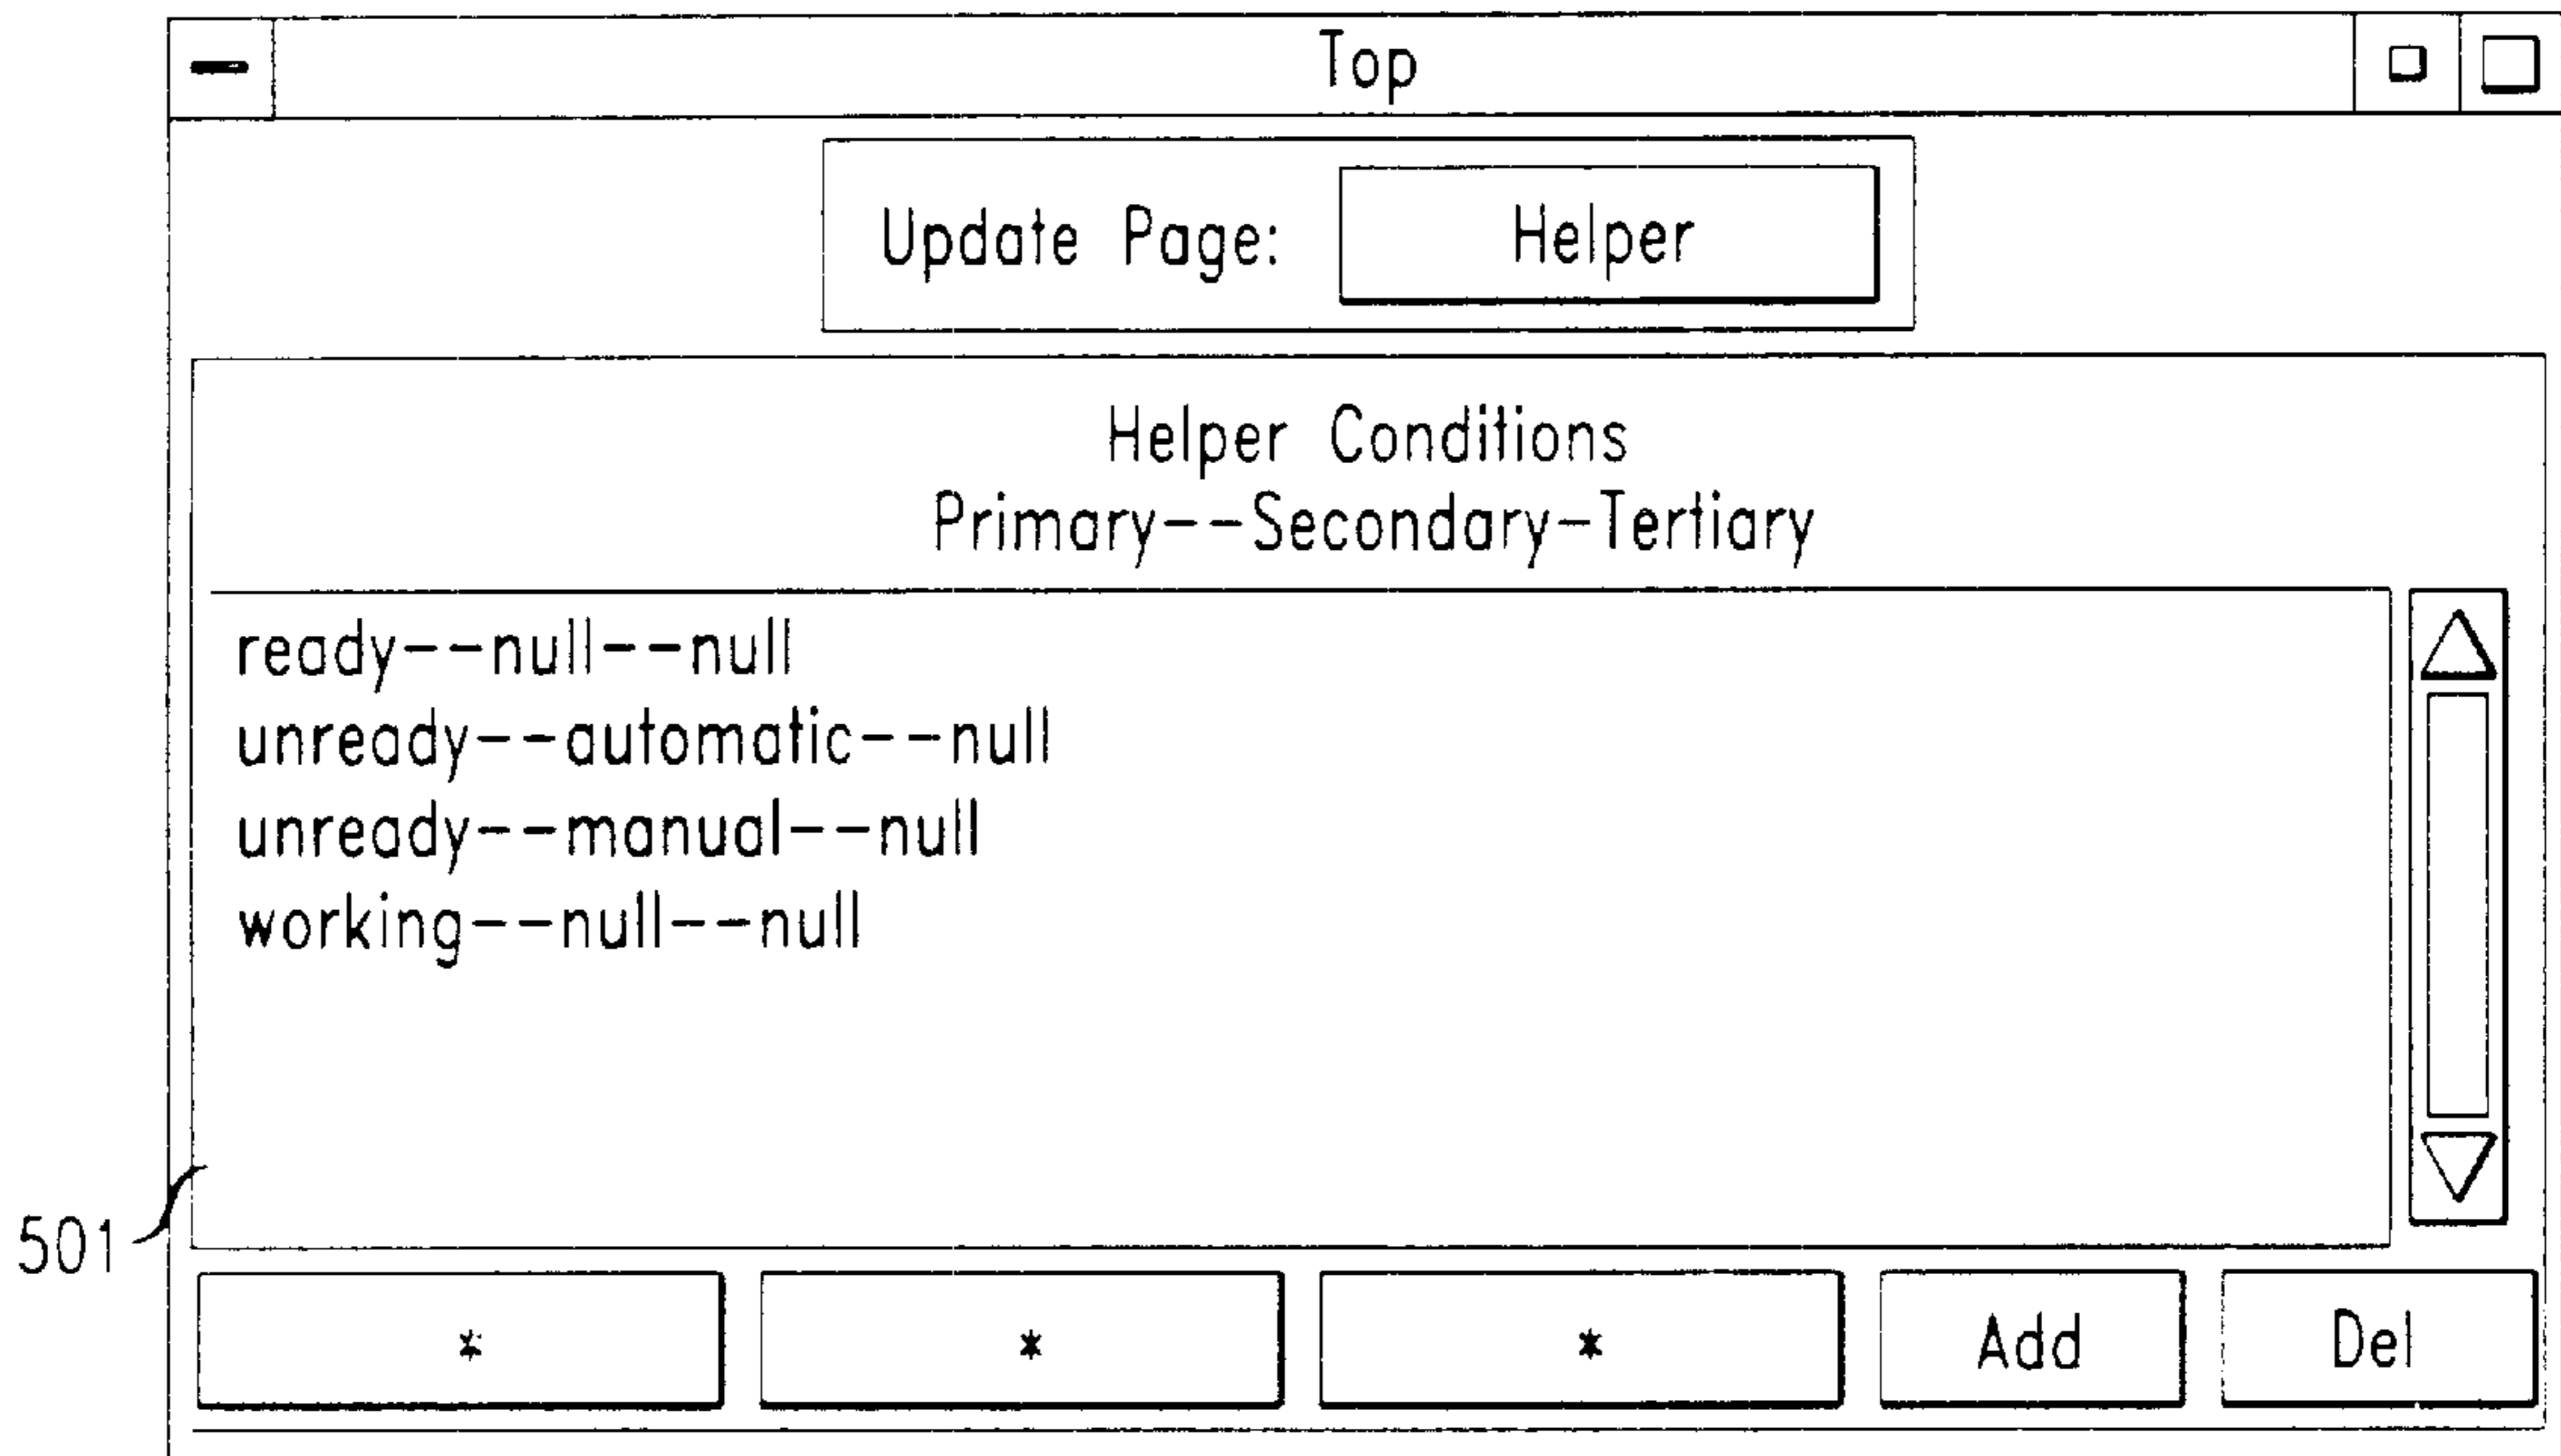 Top
Update Page: Helper
Helper Conditions
Primary--Secondary-Tertiary
ready--null--null
unready--automatic--null
unready--manual--null
working--null--null
501
* * * Add Del